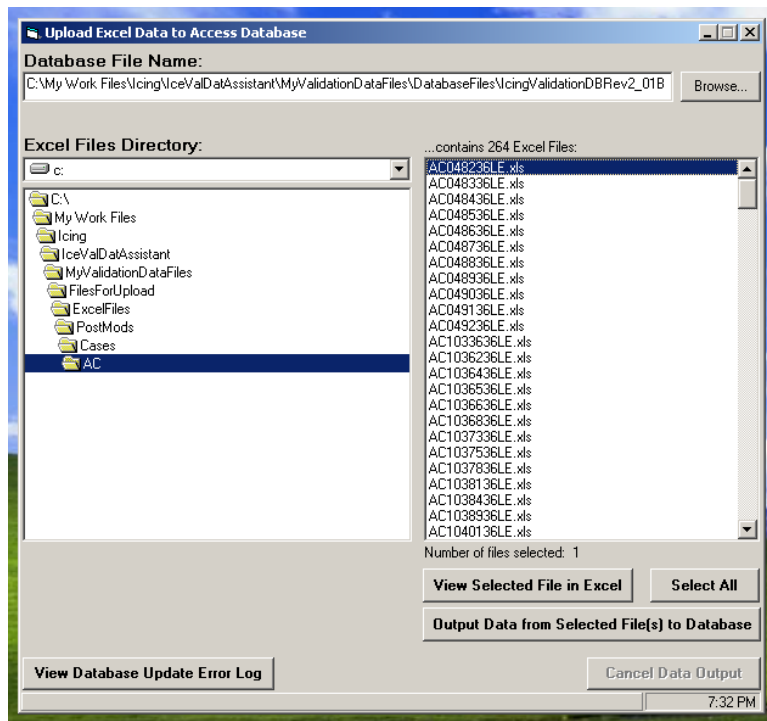 Upload Excel Data to Access Database
Database File Name:
C:\My Work Files\Icing\IceValDatAssistant\MyValidationDataFiles\DatabaseFiles\IcingValidationDBRev2_01B
Browse...
Excel Files Directory:
...contains 264 Excel Files:
c:
C:\
My Work Files
Icing
IceValDatAssistant
MyValidationDataFiles
FilesForUpload
ExcelFiles
PostMods
Cases
AC
AC048236LE.xls
AC048336LE.xls
AC048436LE.xls
AC048536LE.xls
AC048636LE.xls
AC048736LE.xls
AC048836LE.xls
AC048936LE.xls
AC049036LE.xls
AC049136LE.xls
AC049236LE.xls
AC1033636LE.xls
AC1036236LE.xls
AC1036436LE.xls
AC1036536LE.xls
AC1036636LE.xls
AC1036836LE.xls
AC1037336LE.xls
AC1037536LE.xls
AC1037836LE.xls
AC1038136LE.xls
AC1038436LE.xls
AC1038936LE.xls
AC1040136LE.xls
Number of files selected: 1
View Selected File in Excel
Select All
Output Data from Selected File(s) to Database
View Database Update Error Log
Cancel Data Output
7:32 PM